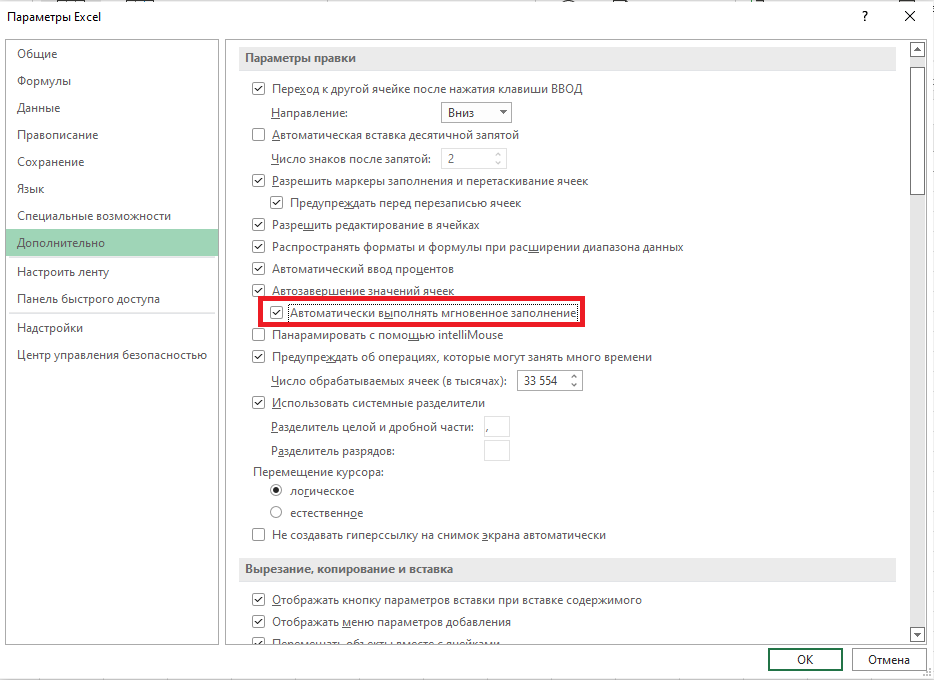 Параметры Excel
?
Общие
Формулы
Данные
Правописание
Сохранение
Язык
Специальные возможности
Дополнительно
Настроить ленту
Панель быстрого доступа
Надстройки
Центр управления безопасностью
Параметры правки
Переход к другой ячейке после нажатия клавиши ВВОД
Направление: Вниз
Автоматическая вставка десятичной запятой
Число знаков после запятой: 2
Разрешить маркеры заполнения и перетаскивание ячеек
Предупреждать перед перезаписью ячеек
Разрешить редактирование в ячейках
Распространять форматы и формулы при расширении диапазона данных
Автоматический ввод процентов
Автозавершение значений ячеек
Автоматически выполнять мгновенное заполнение
Панарамировать с помощью intelliMouse
Предупреждать об операциях, которые могут занять много времени
Число обрабатываемых ячеек (в тысячах): 33 554
Использовать системные разделители
Разделитель целой и дробной части: ,
Разделитель разрядов:
Перемещение курсора:
логическое
естественное
Не создавать гиперссылку на снимок экрана автоматически
Вырезание, копирование и вставка
Отображать кнопку параметров вставки при вставке содержимого
Отображать меню параметров добавления
Перемещать объекты вместе с ячейками
ОК
Отмена